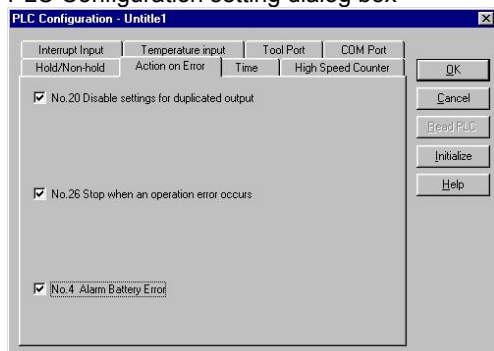 PLC Configuration setting dialog box
PLC Configuration - Untitle1
Interrupt Input
Temperature input
Tool Port
COM Port
Hold/Non-hold
Action on Error
Time
High Speed Counter
No.20 Disable settings for duplicated output
No.26 Stop when an operation error occurs
No.4 Alarm Battery Error
OK
Cancel
Read PLC
Initialize
Help